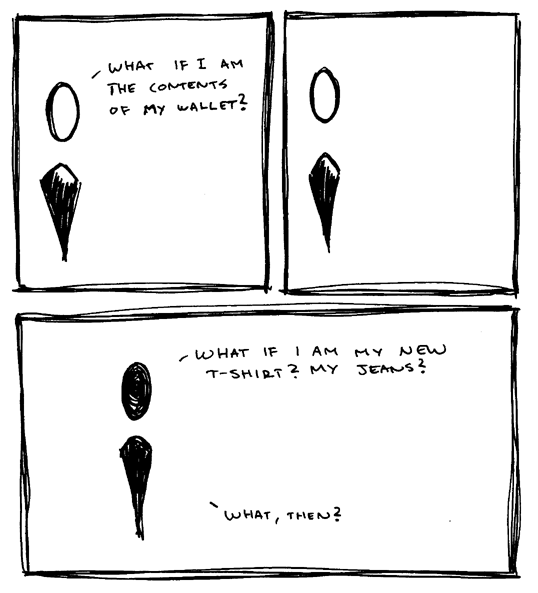 WHAT IF I AM
THE CONTENTS
OF MY WALLET?
WHAT IF I AM MY NEW
T-SHIRT? MY JEANS?
WHAT, THEN?